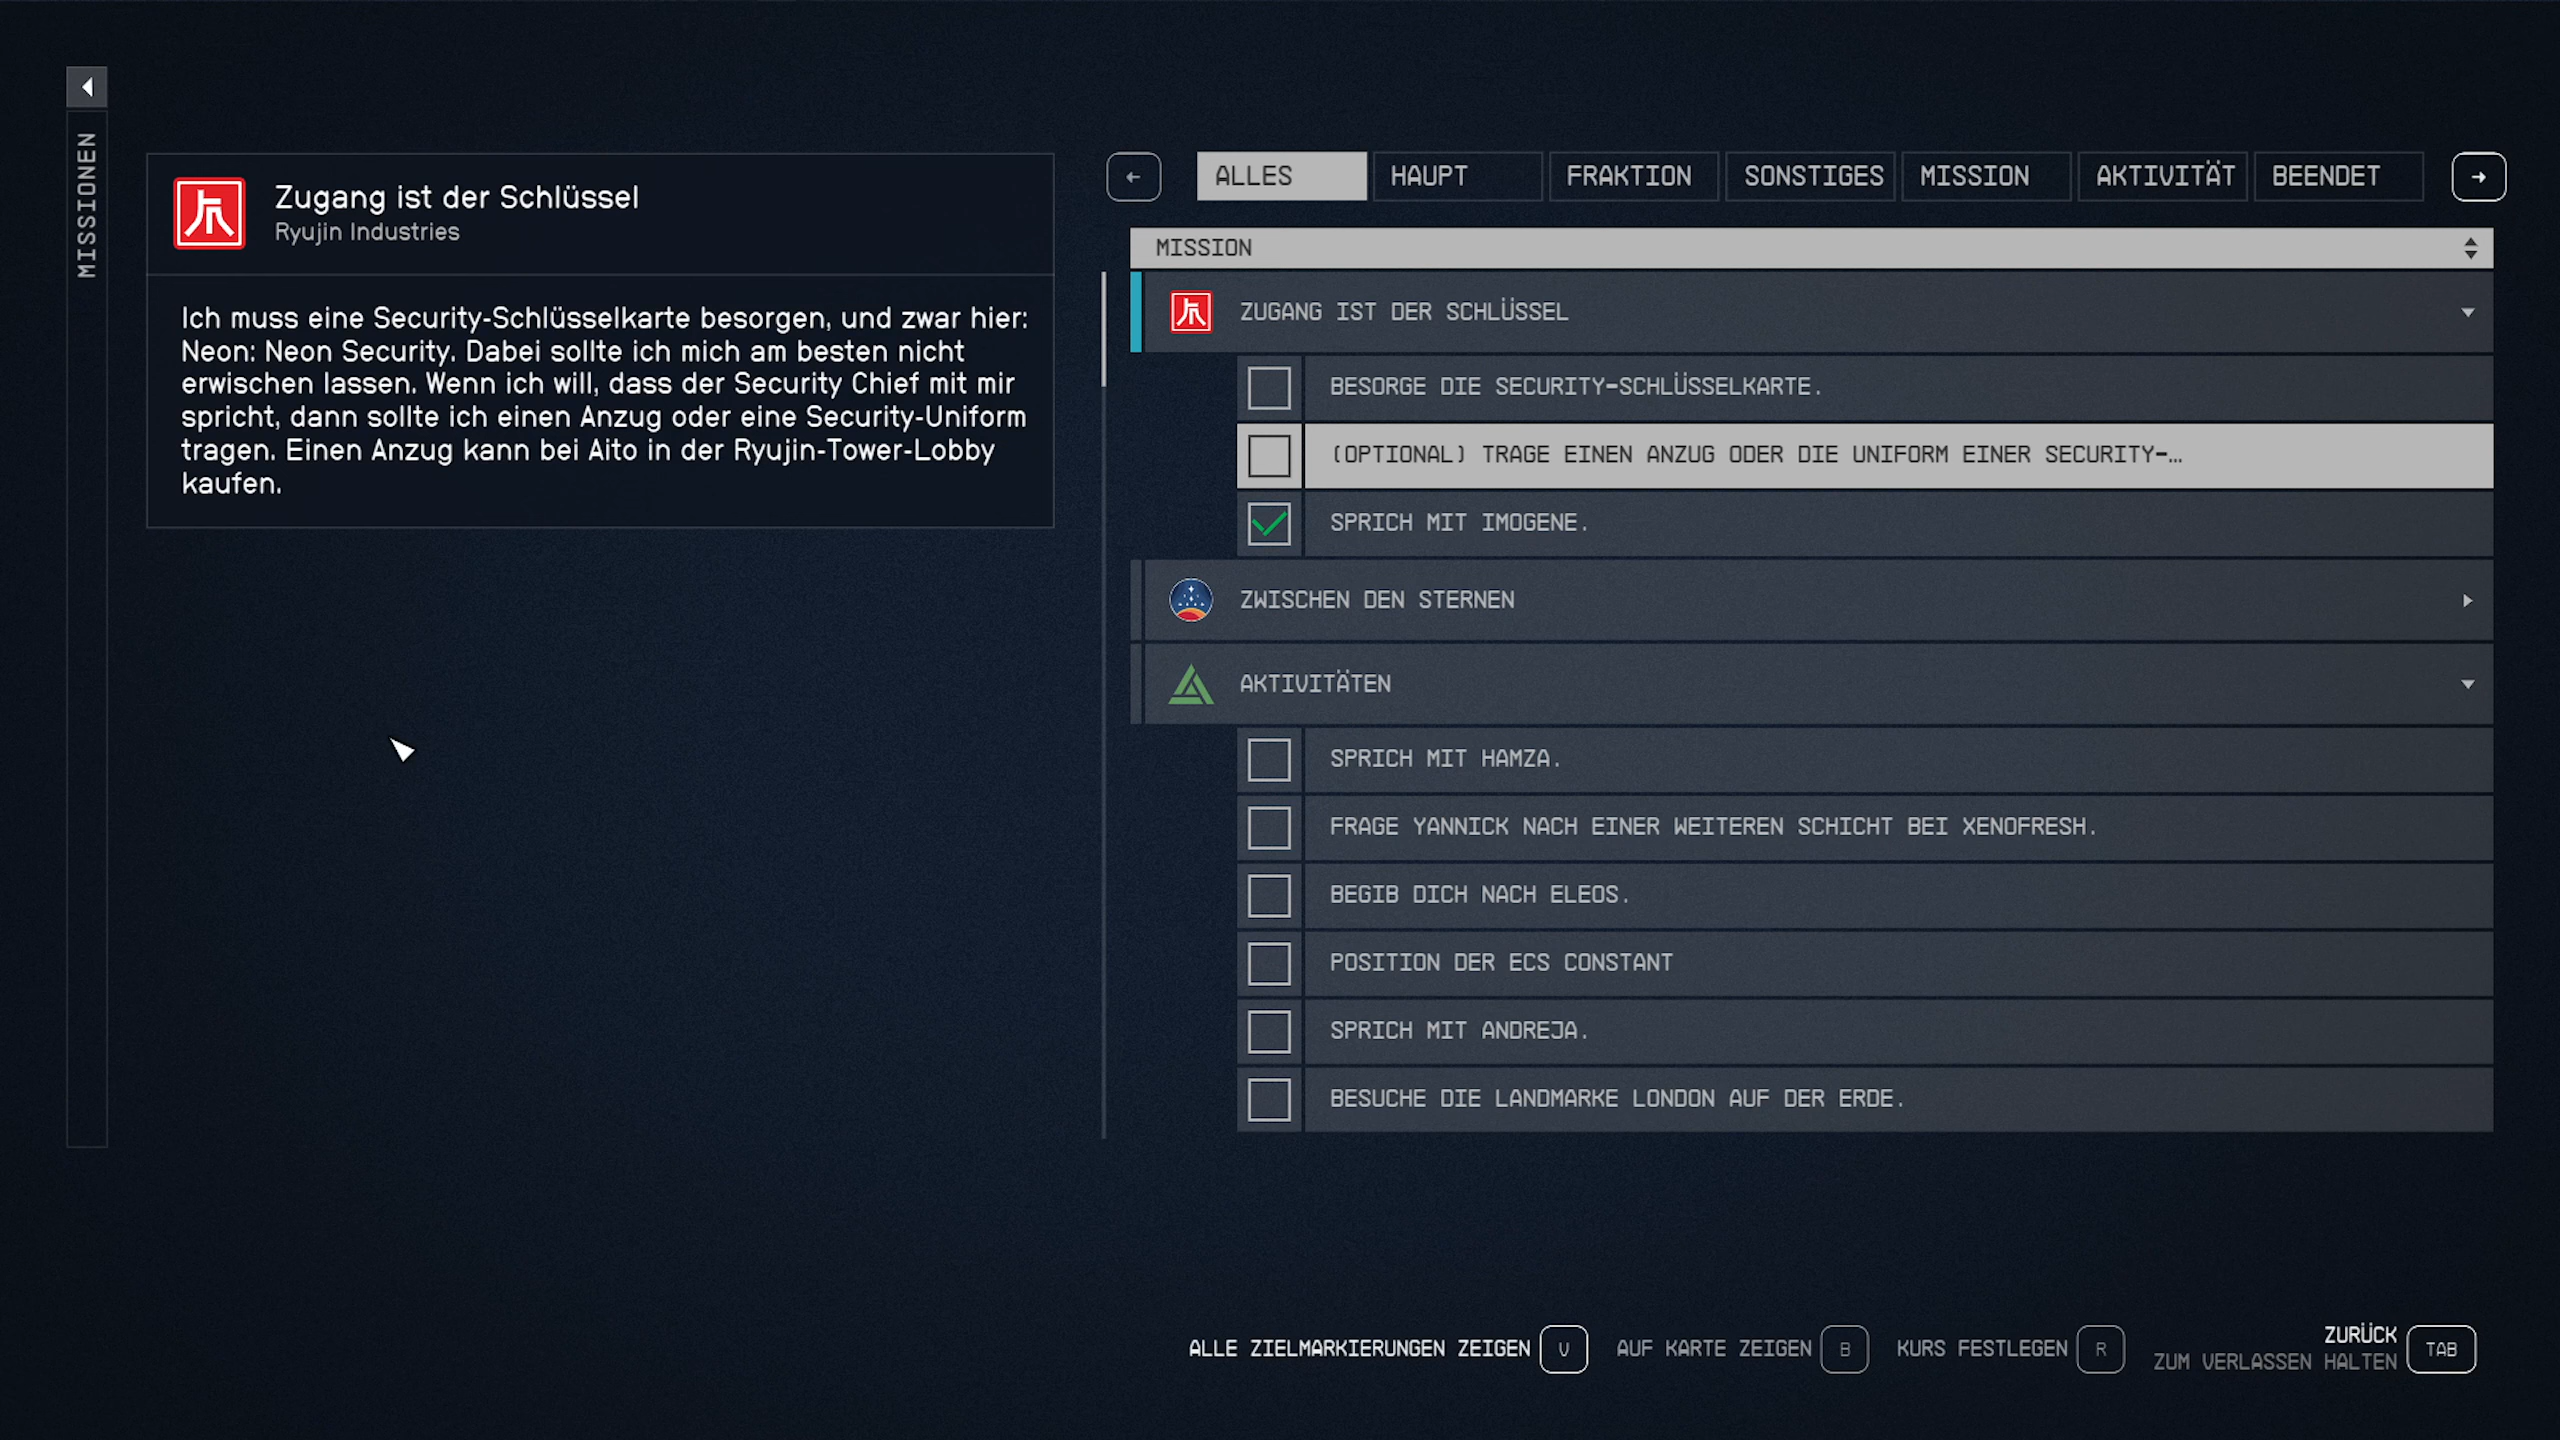 MISSIONEN
Zugang ist der Schlüssel
Ryujin Industries
Ich muss eine Security-Schlüsselkarte besorgen, und zwar hier:
Neon: Neon Security. Dabei sollte ich mich am besten nicht
erwischen lassen. Wenn ich will, dass der Security Chief mit mir
spricht, dann sollte ich einen Anzug oder eine Security-Uniform
tragen. Einen Anzug kann bei Aito in der Ryujin-Tower-Lobby
kaufen.
ALLES HAUPT FRAKTION SONSTIGES MISSION AKTIVITÄT BEENDET
MISSION
ZUGANG IST DER SCHLÜSSEL
BESORGE DIE SECURITY-SCHLÜSSELKARTE.
(OPTIONAL) TRAGE EINEN ANZUG ODER DIE UNIFORM EINER SECURITY-...
SPRICH MIT IMOGENE.
ZWISCHEN DEN STERNEN
AKTIVITÄTEN
SPRICH MIT HAMZA.
FRAGE YANNICK NACH EINER WEITEREN SCHICHT BEI XENOFRESH.
BEGIB DICH NACH ELEOS.
POSITION DER ECS CONSTANT
SPRICH MIT ANDREJA.
BESUCHE DIE LANDMARKE LONDON AUF DER ERDE.
ALLE ZIELMARKIERUNGEN ZEIGEN V AUF KARTE ZEIGEN B KURS FESTLEGEN R ZURÜCK TAB
ZUM VERLASSEN HALTEN